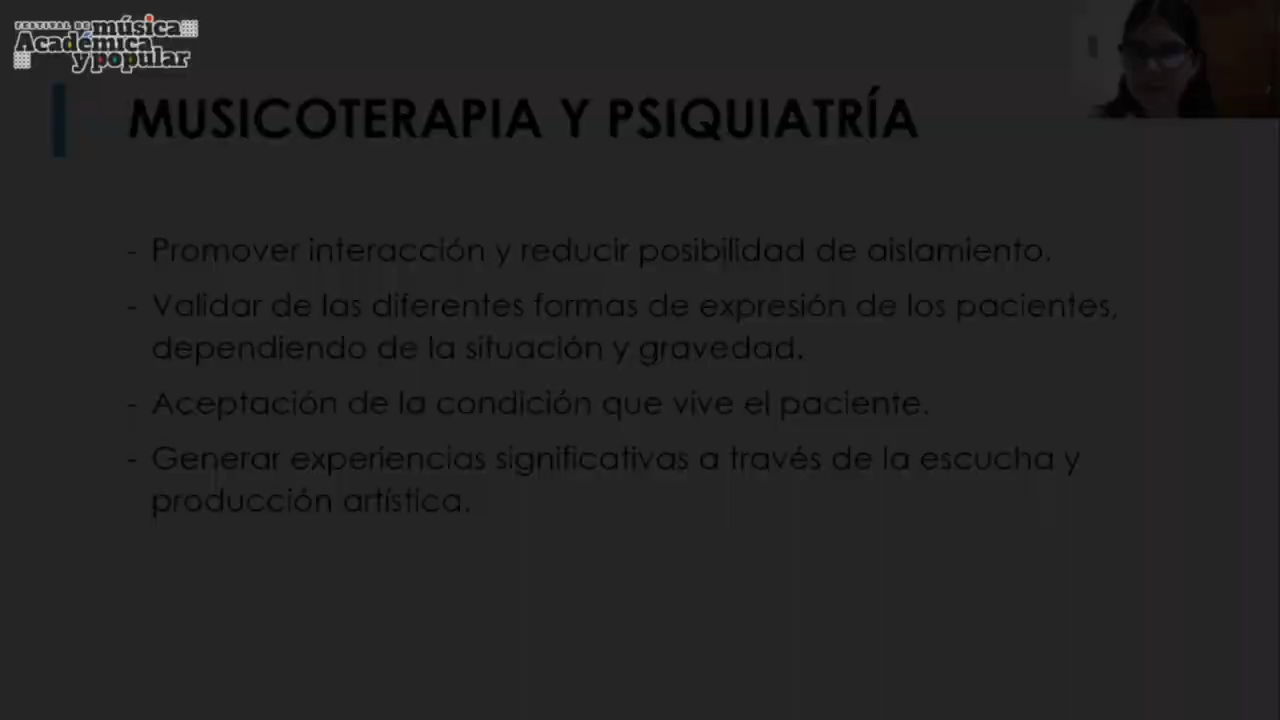 FESTIVAL DE música
Académica
y popular
MUSICOTERAPIA Y PSIQUIATRÍA
- Promover interacción y reducir posibilidad de aislamiento.
- Validar de las diferentes formas de expresión de los pacientes,
dependiendo de la situación y gravedad.
- Aceptación de la condición que vive el paciente.
- Generar experiencias significativas a través de la escucha y
producción artística.